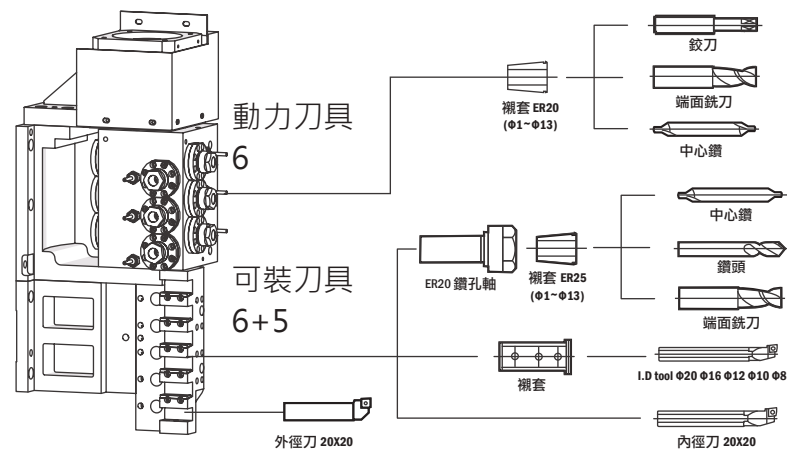 動力刀具
6
襯套 ER20
(Φ1~Φ13)
鉸刀
端面銑刀
中心鑽
可裝刀具
6+5
ER20 鑽孔軸
襯套 ER25
(Φ1~Φ13)
中心鑽
鑽頭
端面銑刀
襯套
I.D tool Φ20 Φ16 Φ12 Φ10 Φ8
外徑刀 20X20
內徑刀 20X20